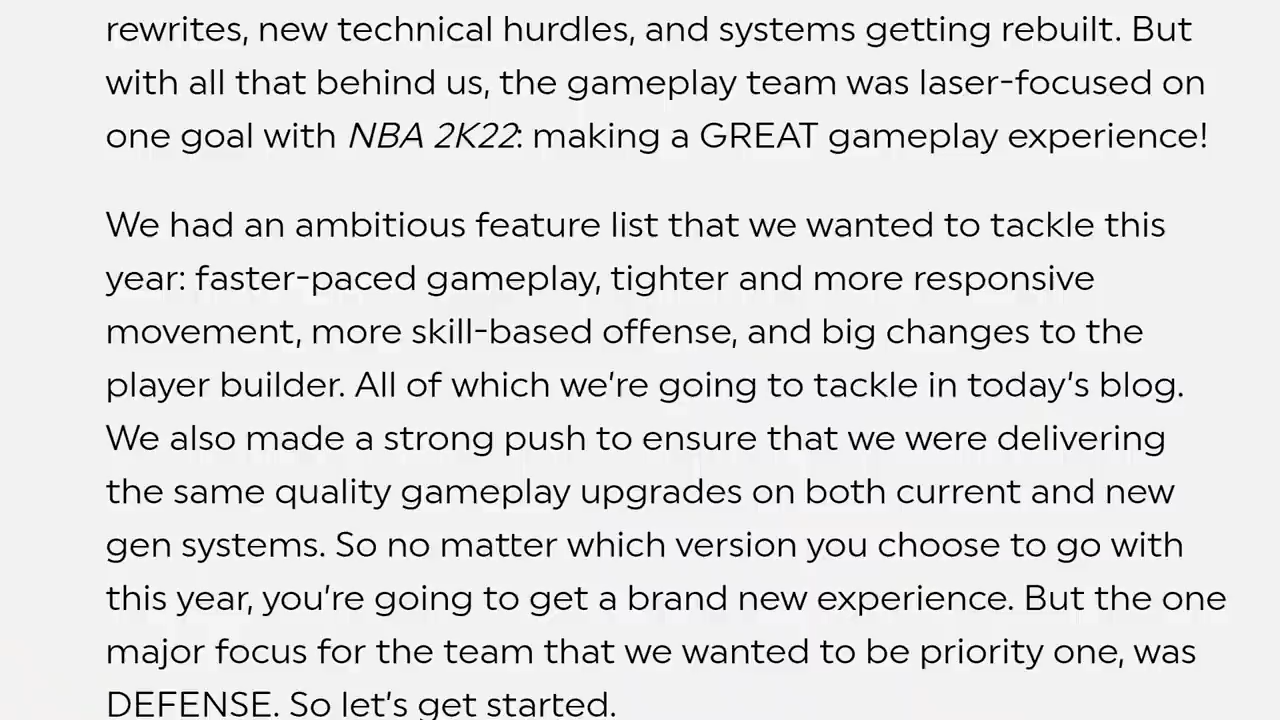 rewrites, new technical hurdles, and systems getting rebuilt. But
with all that behind us, the gameplay team was laser-focused on
one goal with NBA 2K22: making a GREAT gameplay experience!
We had an ambitious feature list that we wanted to tackle this
year: faster-paced gameplay, tighter and more responsive
movement, more skill-based offense, and big changes to the
player builder. All of which we're going to tackle in today's blog.
We also made a strong push to ensure that we were delivering
the same quality gameplay upgrades on both current and new
gen systems. So no matter which version you choose to go with
this year, you're going to get a brand new experience. But the one
major focus for the team that we wanted to be priority one, was
DEFENSE. So let's get started.